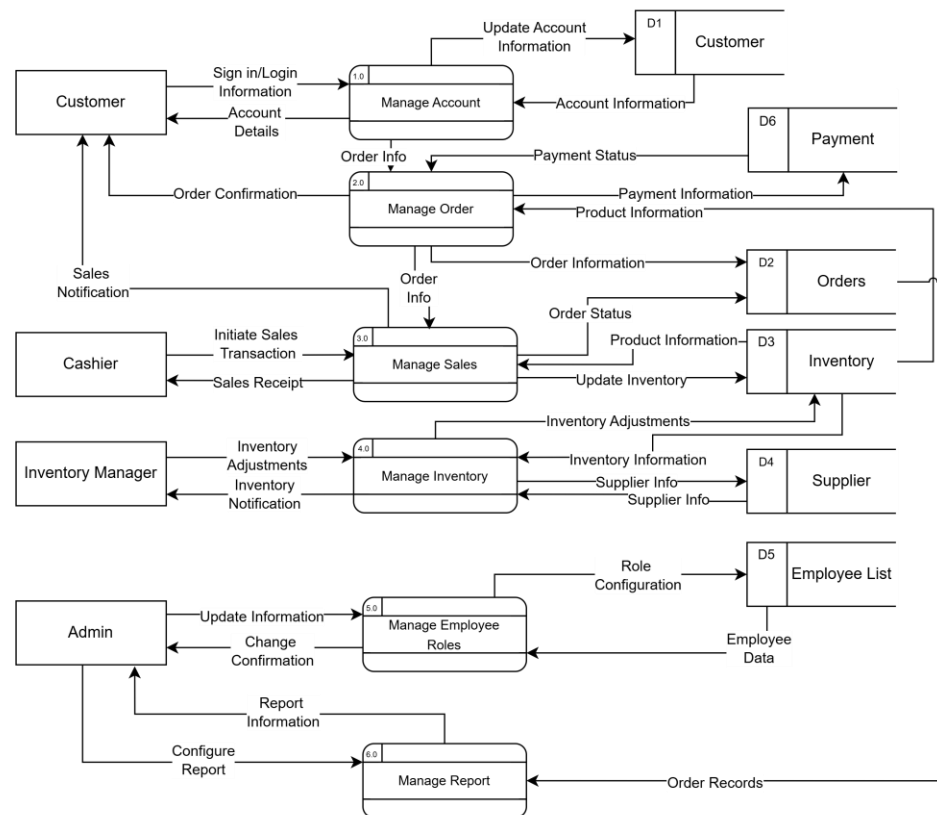 Update Account
Information
D1
Customer
Sign in/Login
Information
1.0
Customer
Manage Account
Account Information
Account
Details
D6
Payment
Order Info
Payment Status
2.0
Order Confirmation
Payment Information
Manage Order
Product Information
D2
Order Information
Orders
Sales
Notification
Order
Info
Order Status
Initiate Sales
Transaction
3.0
Product Information
D3
Cashier
Manage Sales
Inventory
Sales Receipt
Update Inventory
Inventory Adjustments
Inventory
Adjustments
4.0
Inventory Information
D4
Inventory Manager
Manage Inventory
Supplier Info
Supplier
Inventory
Notification
Supplier Info
D5
Role
Configuration
Employee List
5.0
Update Information
Admin
Manage Employee
Roles
Change
Confirmation
Employee
Data
Report
Information
Configure
Report
6.0
Manage Report
Order Records